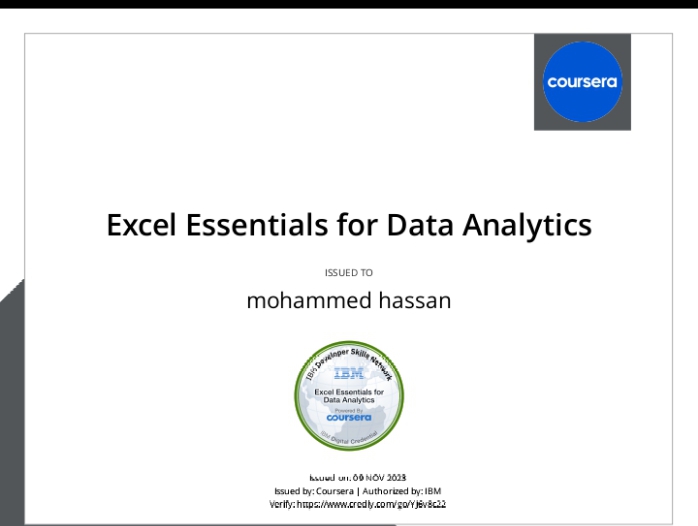 coursera
Excel Essentials for Data Analytics
ISSUED TO
mohammed hassan
IBM Developer Skills Network
IBM
Excel Essentials for
Data Analytics
Powered By
coursera
IBM Digital Credential
Issued on: 09 NOV 2023
Issued by: Coursera | Authorized by: IBM
Verify: https://www.credly.com/go/